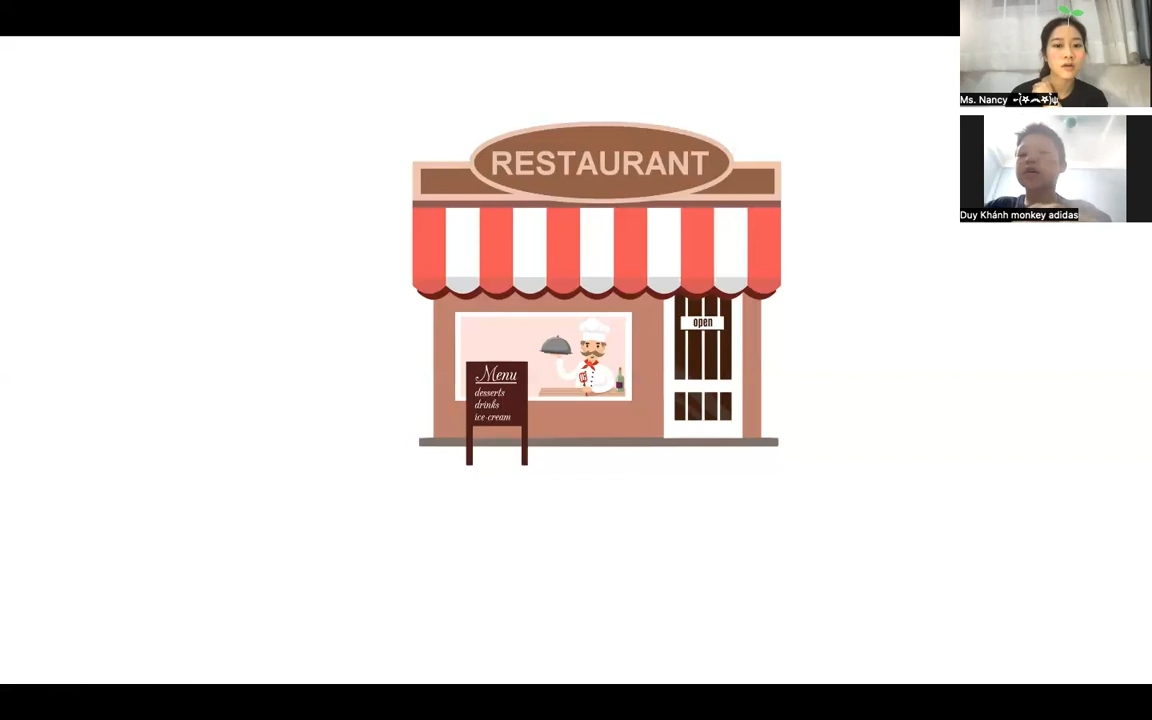 RESTAURANT
open
Menu
desserts
drinks
ice-cream
Ms. Nancy
Duy Khánh monkey adidas